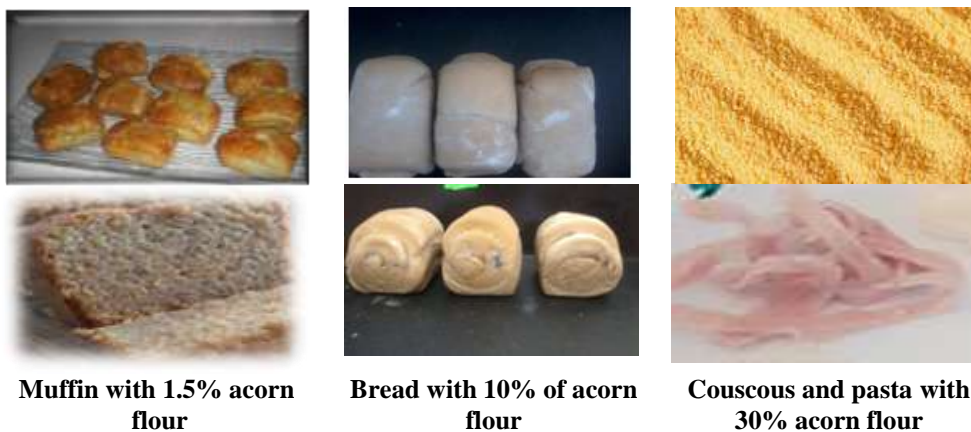 Muffin with 1.5% acorn
flour
Bread with 10% of acorn
flour
Couscous and pasta with
30% acorn flour